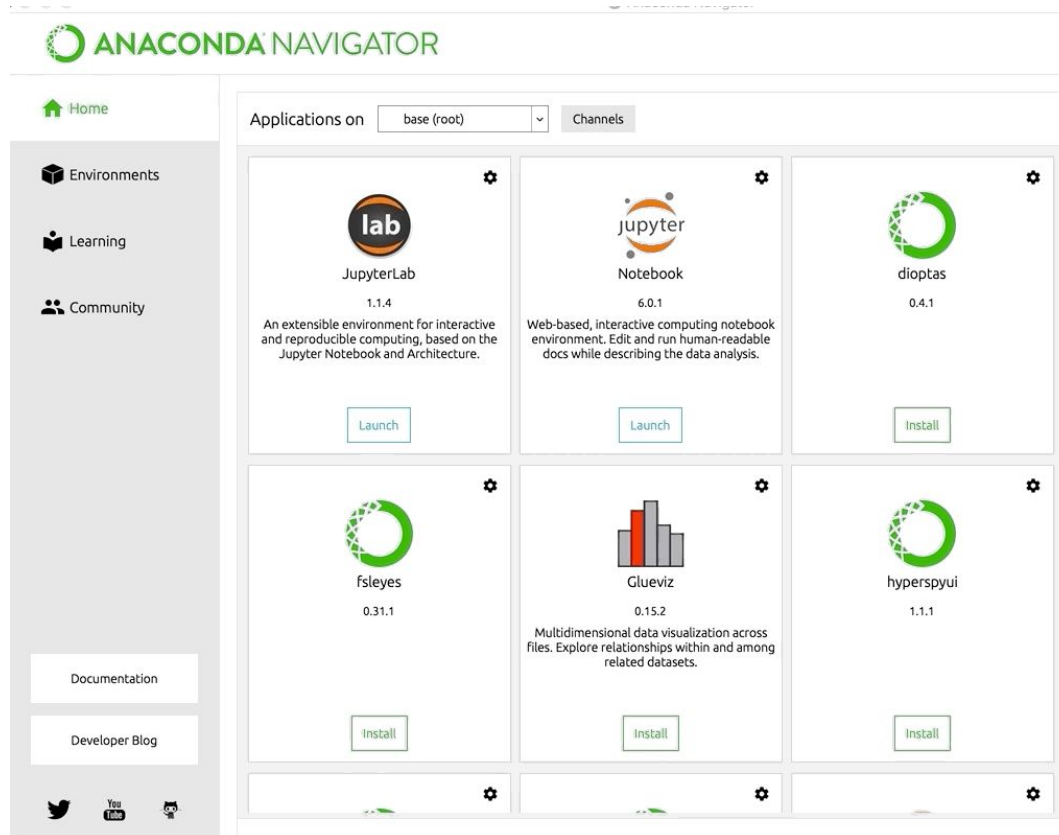 ANACONDA NAVIGATOR
Home
Environments
Learning
Community
Documentation
Developer Blog
You
Tube
Applications on base (root) Channels
lab
JupyterLab
1.1.4
An extensible environment for interactive
and reproducible computing, based on the
Jupyter Notebook and Architecture.
Launch
jupyter
Notebook
6.0.1
Web-based, interactive computing notebook
environment. Edit and run human-readable
docs while describing the data analysis.
Launch
dioptas
0.4.1
Install
fsleyes
0.31.1
Install
Glueviz
0.15.2
Multidimensional data visualization across
files. Explore relationships within and among
related datasets.
Install
hyperspyui
1.1.1
Install